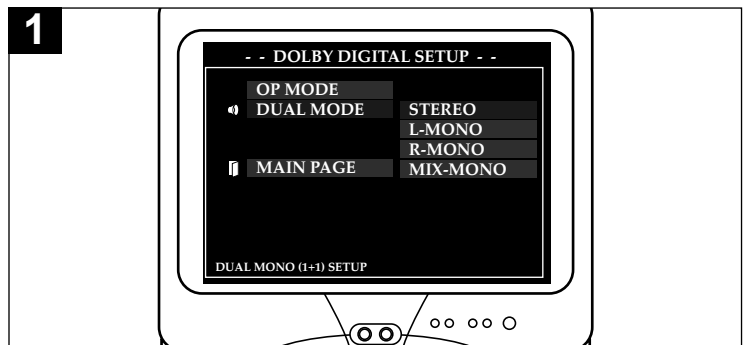 1
- - DOLBY DIGITAL SETUP - -
OP MODE
DUAL MODE STEREO
L-MONO
R-MONO
MAIN PAGE MIX-MONO
DUAL MONO (1+1) SETUP